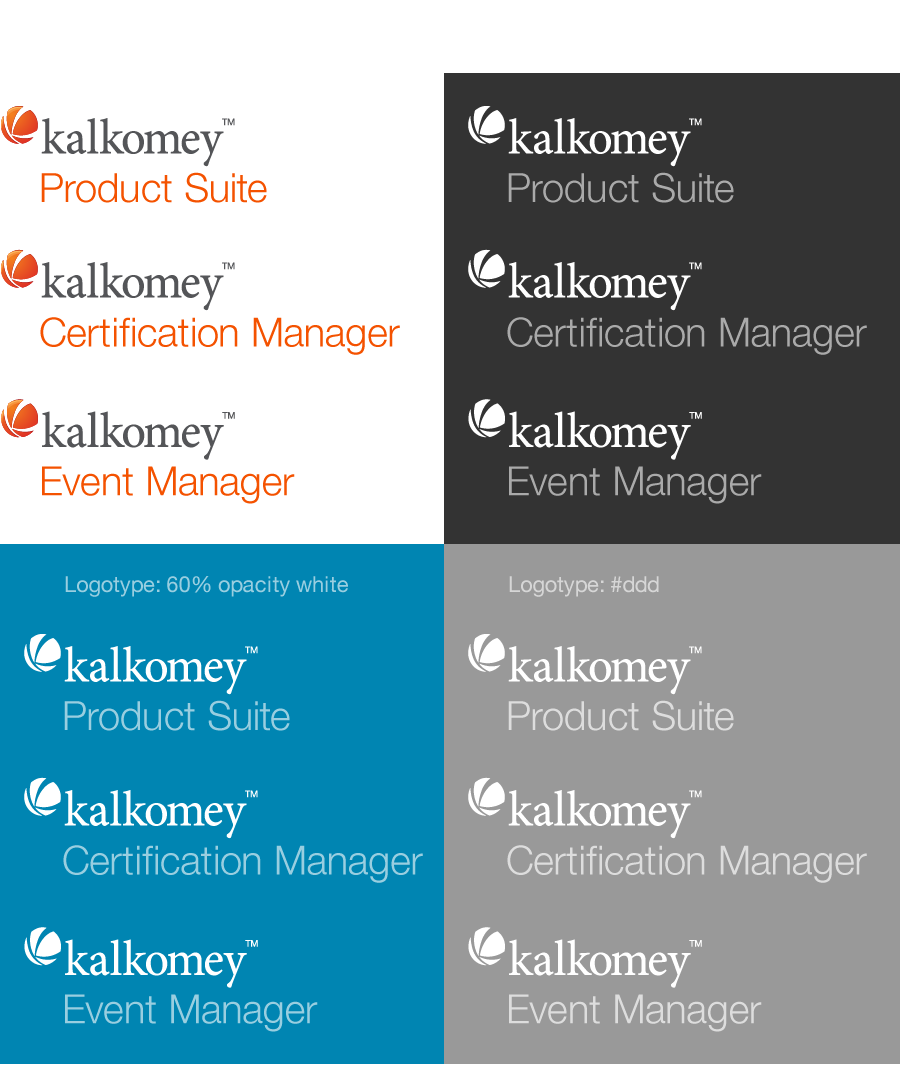 kalkomey™
Product Suite
kalkomey™
Certification Manager
kalkomey™
Event Manager
kalkomey™
Product Suite
kalkomey™
Certification Manager
kalkomey™
Event Manager
Logotype: 60% opacity white
kalkomey™
Product Suite
kalkomey™
Certification Manager
kalkomey™
Event Manager
Logotype: #ddd
kalkomey™
Product Suite
kalkomey™
Certification Manager
kalkomey™
Event Manager